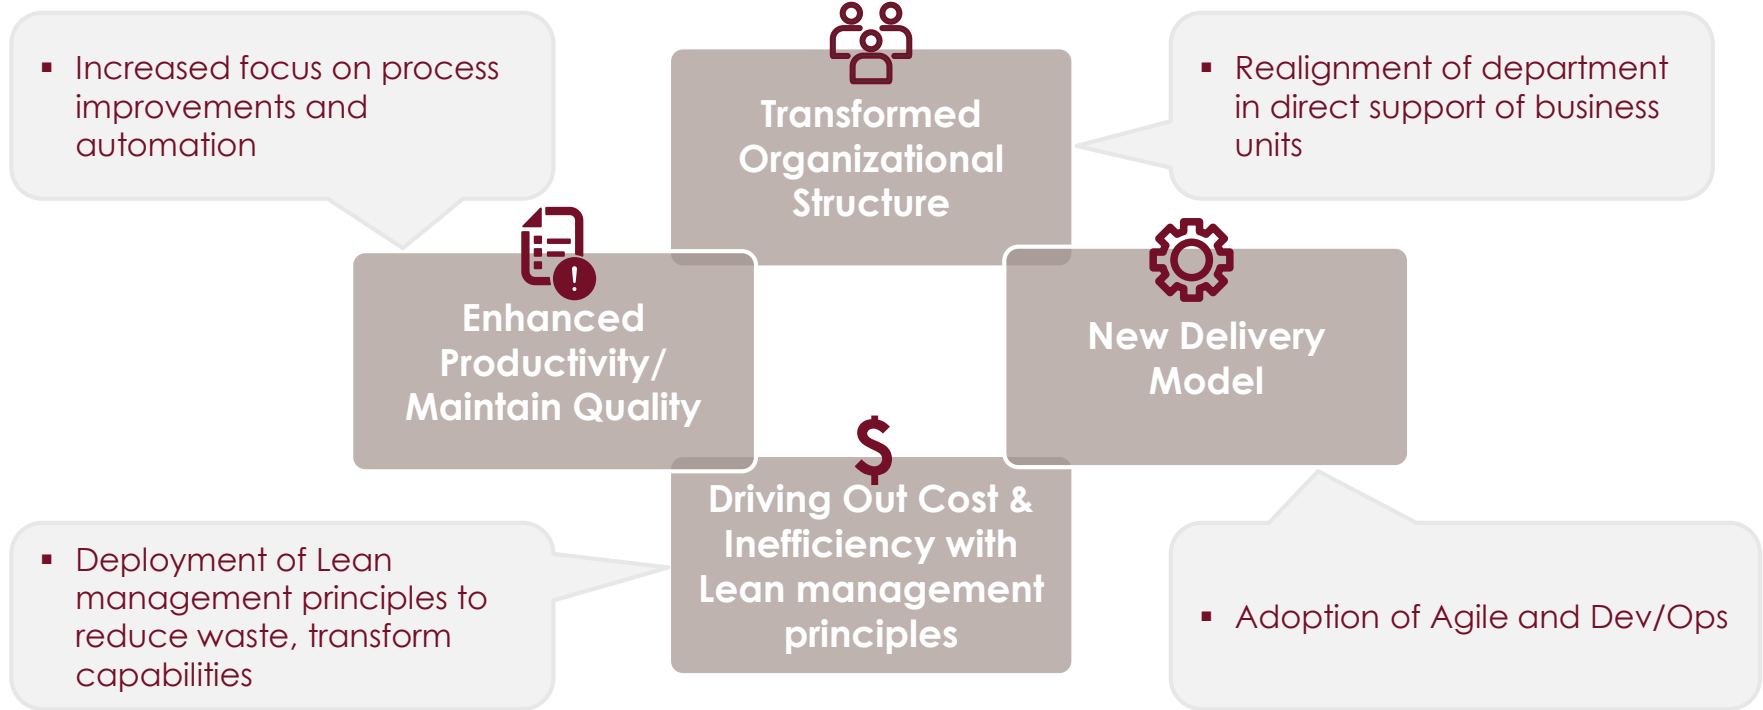 ▪ Increased focus on process
improvements and
automation
Transformed
Organizational
Structure
▪ Realignment of department
in direct support of business
units
Enhanced
Productivity/
Maintain Quality
New Delivery
Model
Driving Out Cost &
Inefficiency with
Lean management
principles
▪ Deployment of Lean
management principles to
reduce waste, transform
capabilities
▪ Adoption of Agile and Dev/Ops